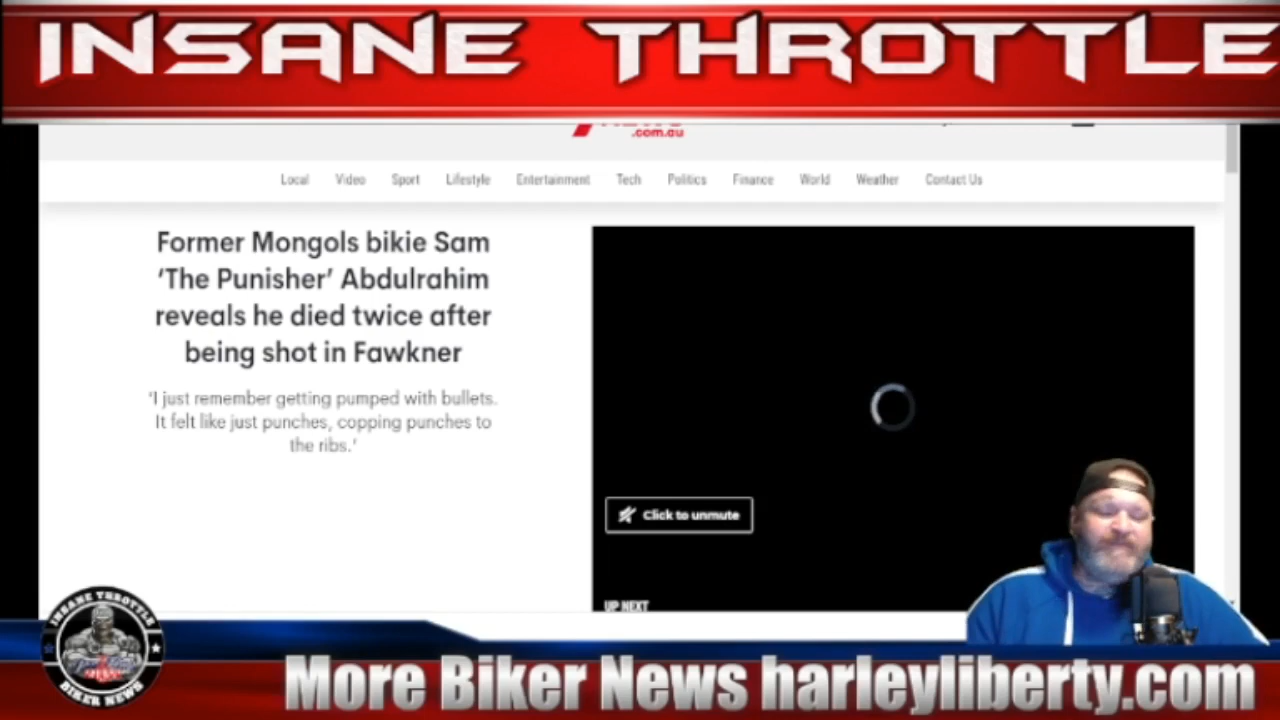 INSANE THROTTLE
.com.au
Local Video Sport Lifestyle Entertainment Tech Politics Finance World Weather Contact Us
Former Mongols bikie Sam
‘The Punisher’ Abdulrahim
reveals he died twice after
being shot in Fawkner
‘I just remember getting pumped with bullets.
It felt like just punches, copping punches to
the ribs.’
Click to unmute
UP NEXT
INSANE THROTTLE
BIKER NEWS
More Biker News harleyliberty.com